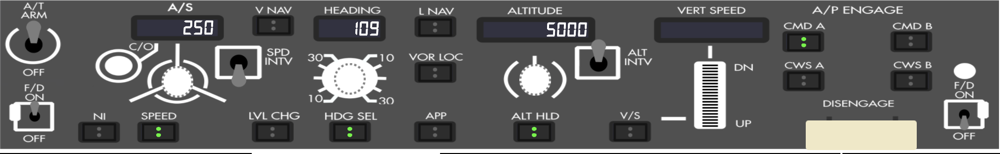 A/T
ARM
OFF
F/D
ON
OFF
A/S
250
C/O
SPD
INTV
V NAV
NI
SPEED
LVL CHG
HEADING
109
30
10
10
30
HDG SEL
L NAV
VOR LOC
APP
ALTITUDE
5000
ALT
INTV
ALT HLD
VERT SPEED
DN
UP
V/S
A/P ENGAGE
CMD A
CMD B
CWS A
CWS B
DISENGAGE
F/D
ON
OFF